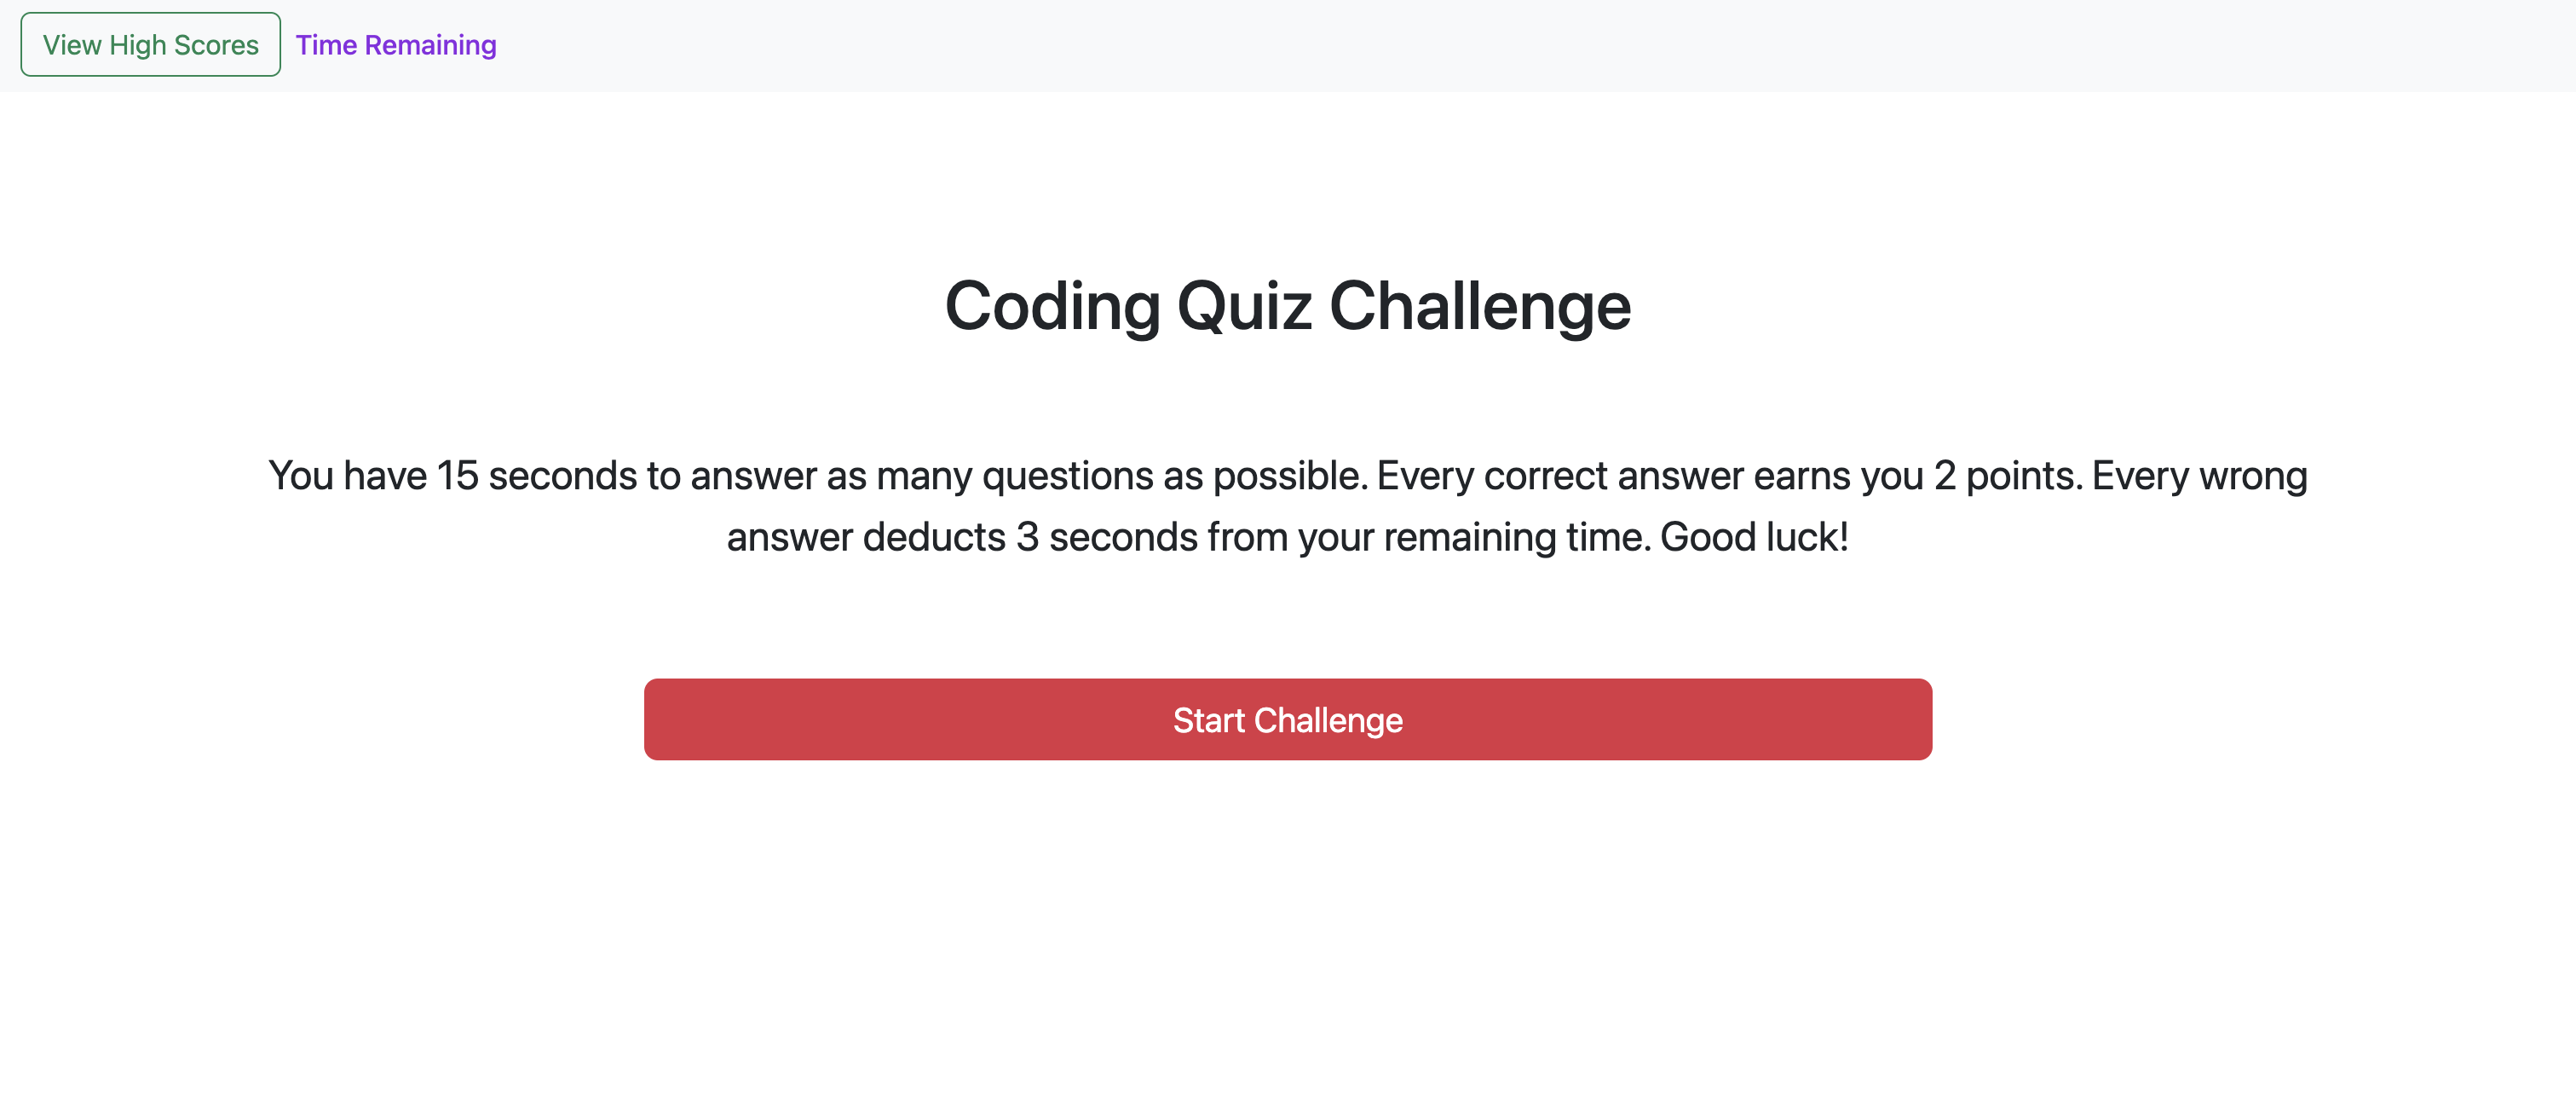 View High Scores Time Remaining
Coding Quiz Challenge
You have 15 seconds to answer as many questions as possible. Every correct answer earns you 2 points. Every wrong
answer deducts 3 seconds from your remaining time. Good luck!
Start Challenge